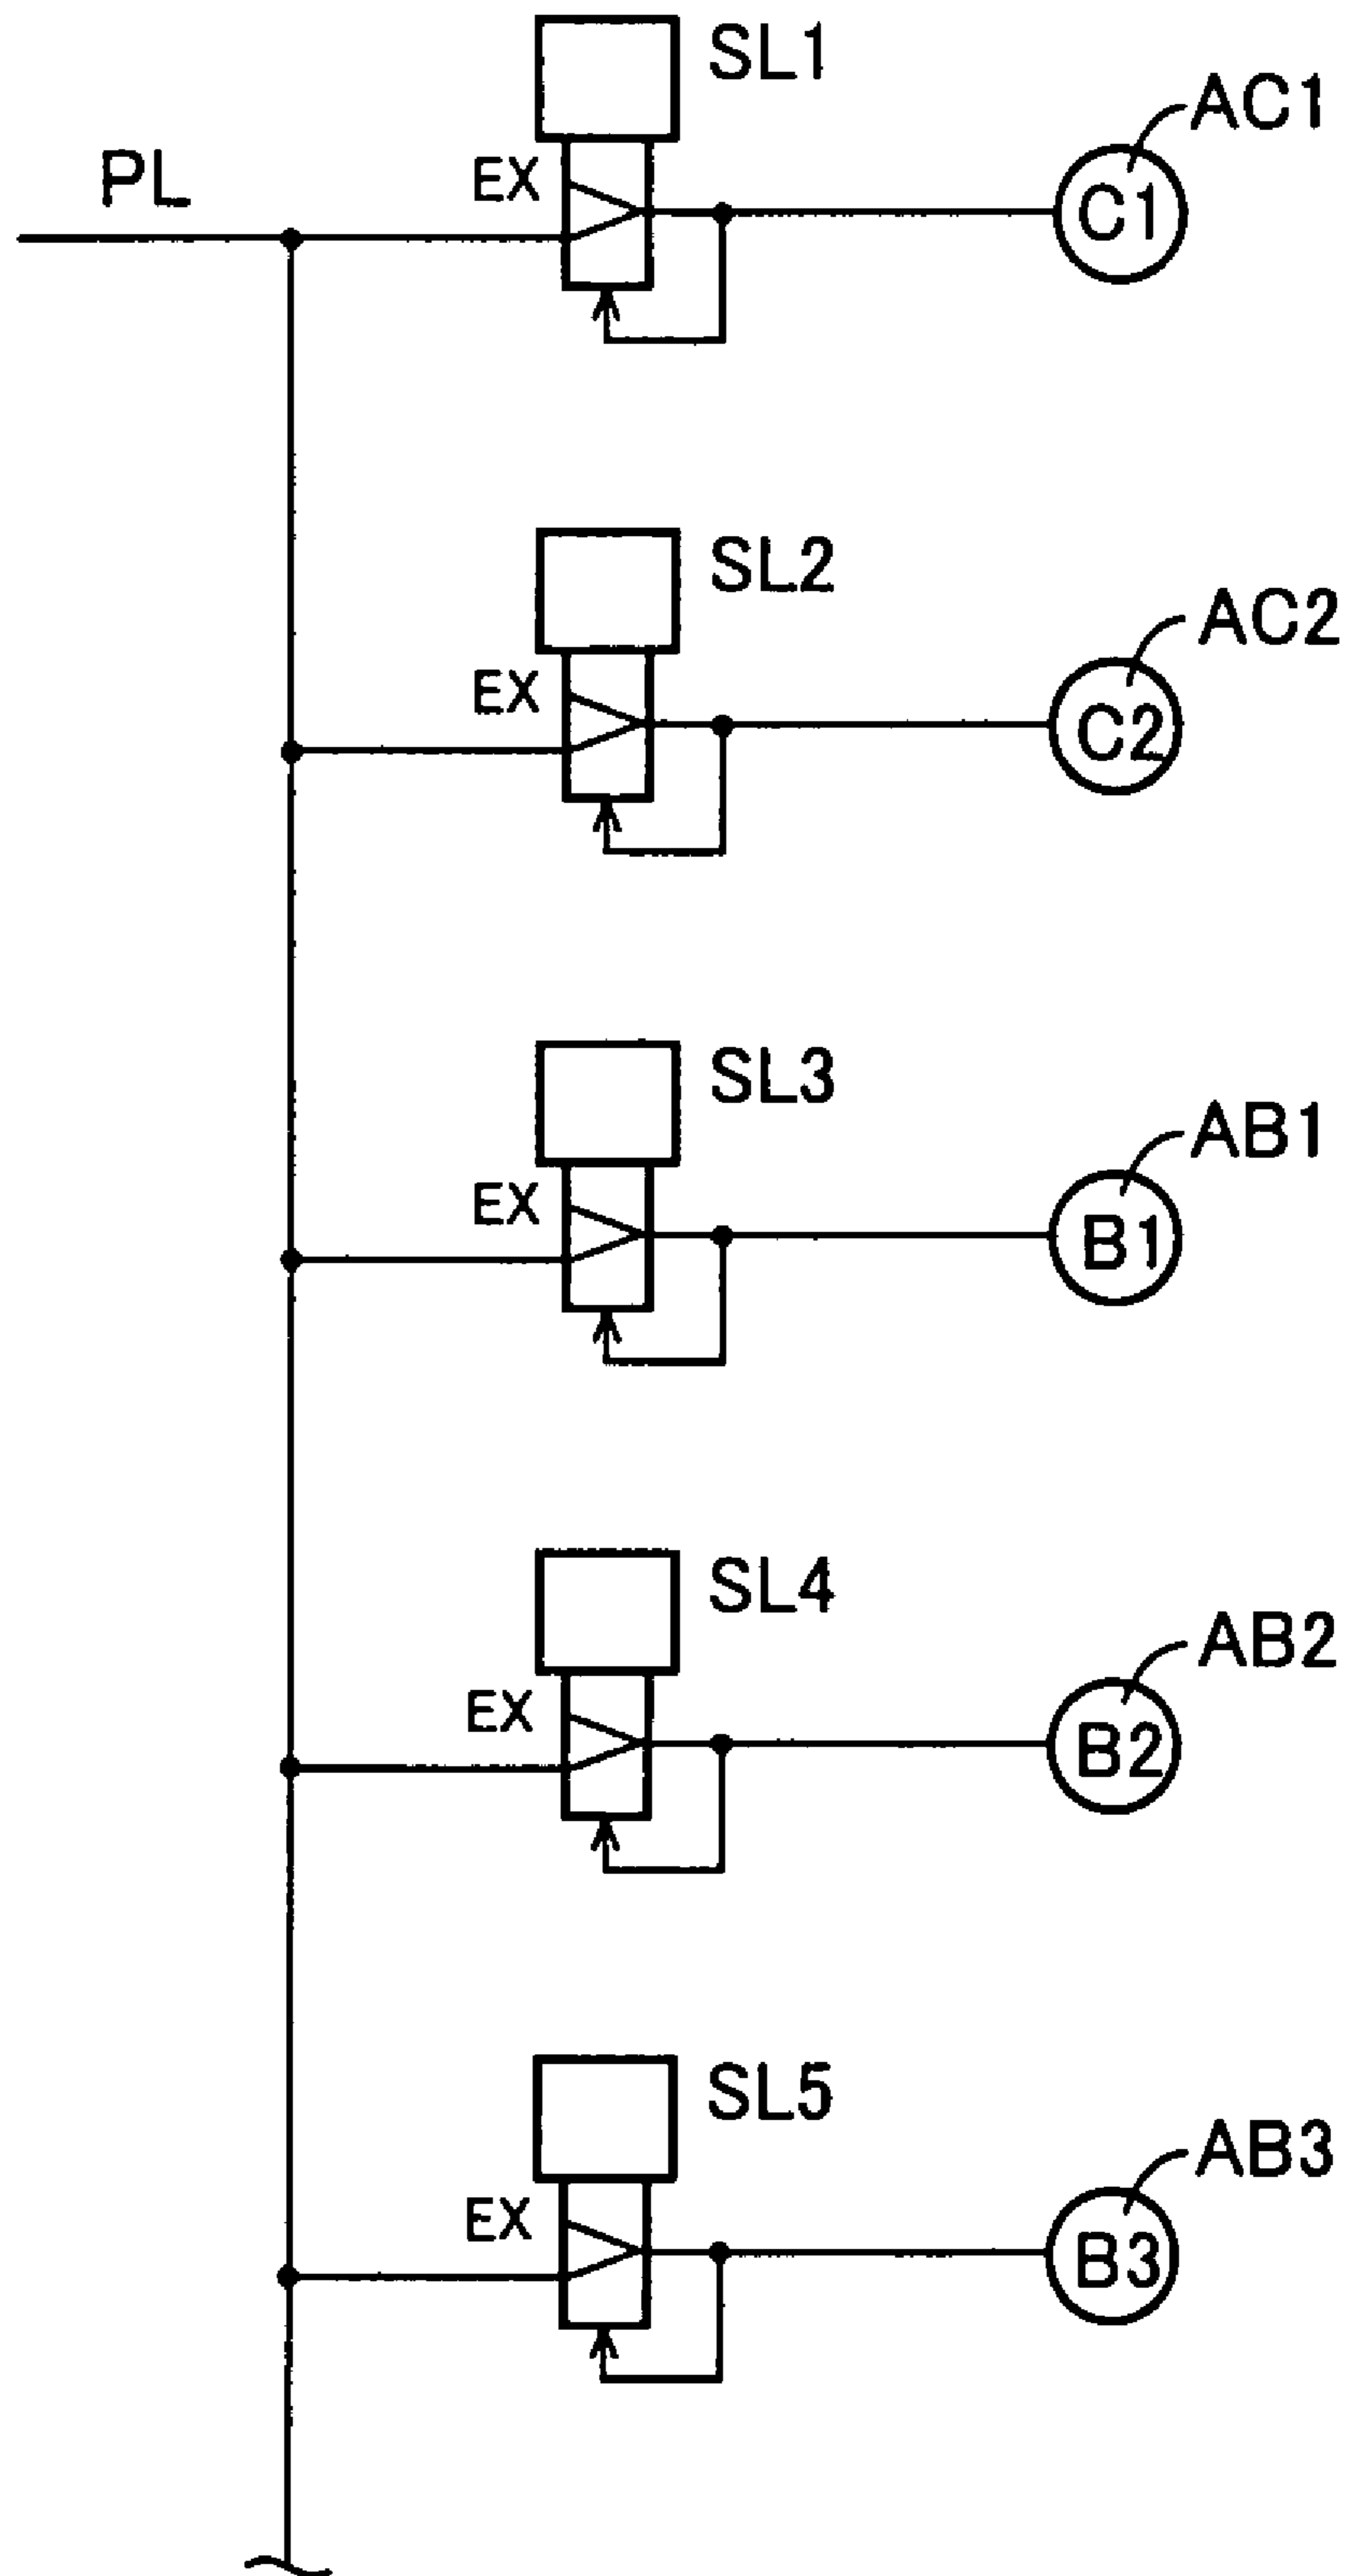 SL1
AC1
PL
EX
C1
SL2
AC2
EX
C2
SL3
AB1
EX
B1
SL4
AB2
EX
B2
SL5
AB3
EX
B3